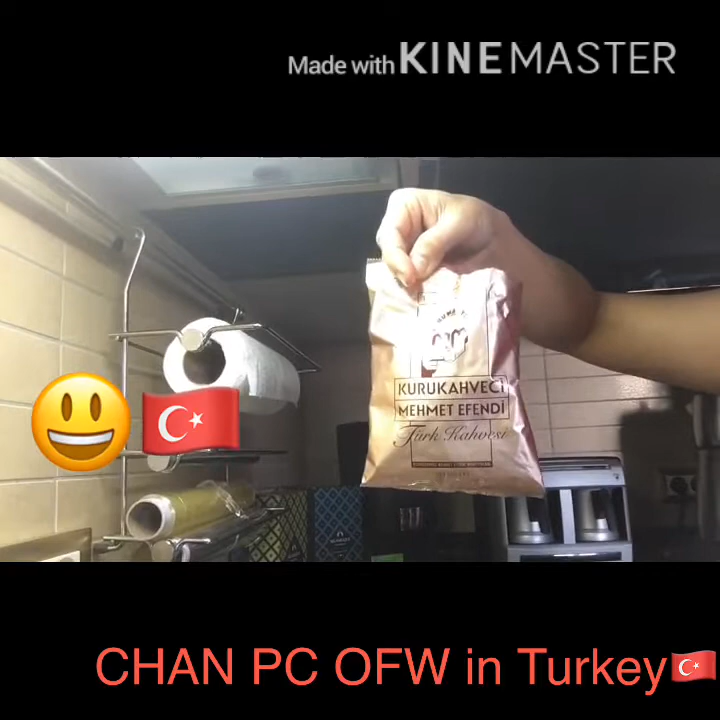 Made with KINEMASTER
KURUKAHVECİ
MEHMET EFENDİ
Türk Kahvesi
CHAN PC OFW in Turkey